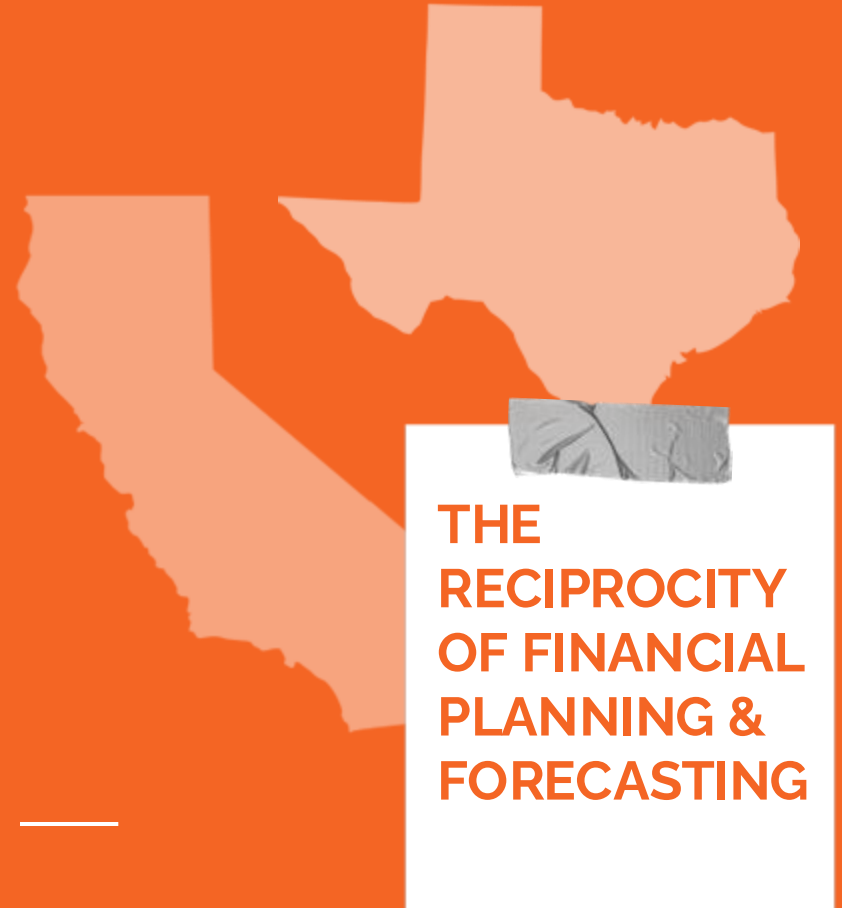 THE
RECIPROCITY
OF FINANCIAL
PLANNING &
FORECASTING